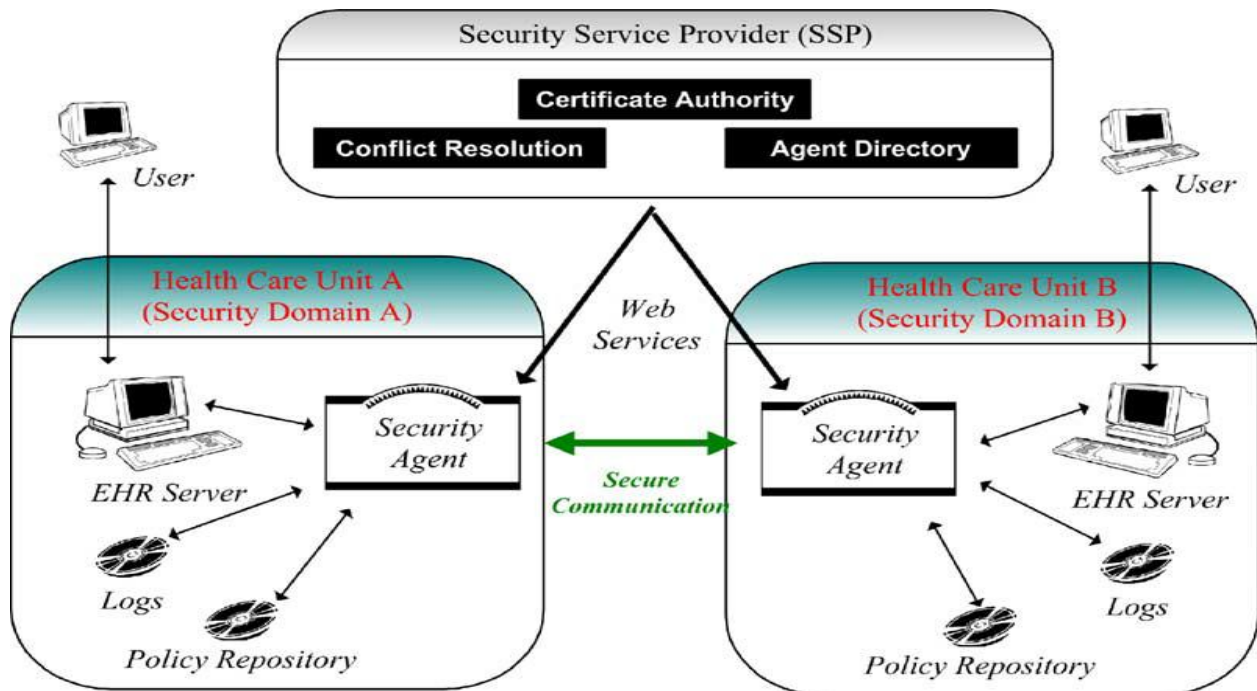 Security Service Provider (SSP)
Certificate Authority
Conflict Resolution
Agent Directory
User
User
Health Care Unit A
(Security Domain A)
Web
Services
Health Care Unit B
(Security Domain B)
Security
Agent
EHR Server
Logs
Policy Repository
Secure
Communication
Security
Agent
EHR Server
Logs
Policy Repository